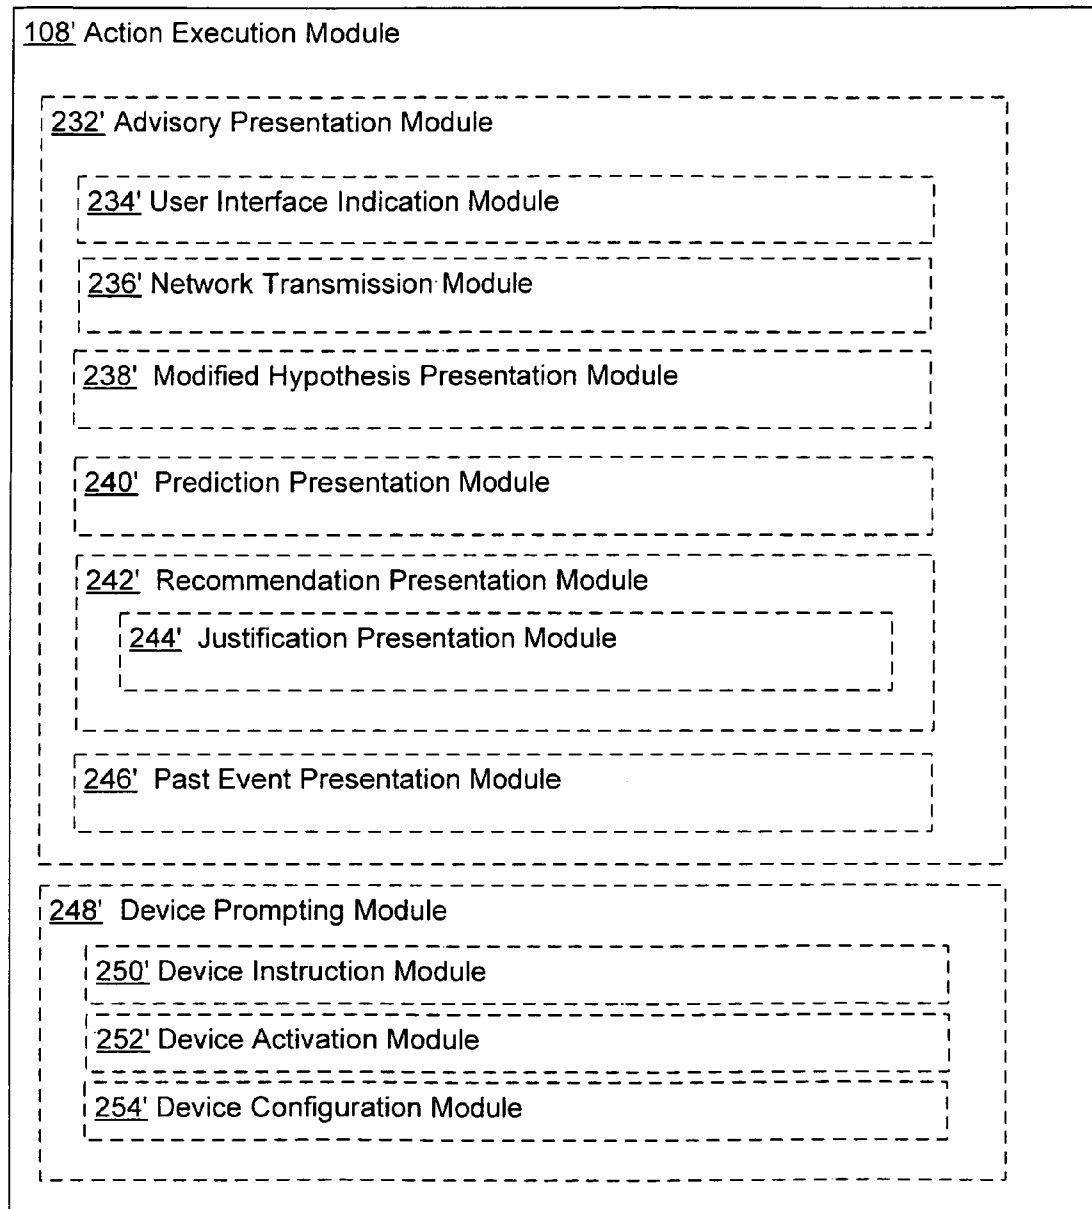 108' Action Execution Module
232' Advisory Presentation Module
234' User Interface Indication Module
236' Network Transmission Module
238' Modified Hypothesis Presentation Module
240' Prediction Presentation Module
242' Recommendation Presentation Module
244' Justification Presentation Module
246' Past Event Presentation Module
248' Device Prompting Module
250' Device Instruction Module
252' Device Activation Module
254' Device Configuration Module